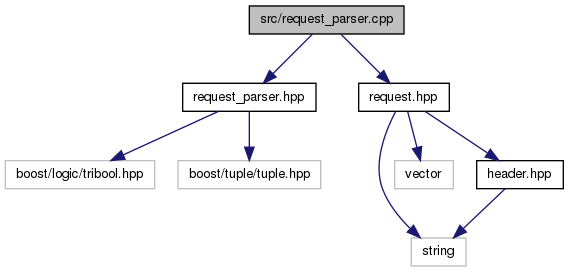 src/request_parser.cpp
request_parser.hpp
request.hpp
boost/logic/tribool.hpp
boost/tuple/tuple.hpp
vector
header.hpp
string